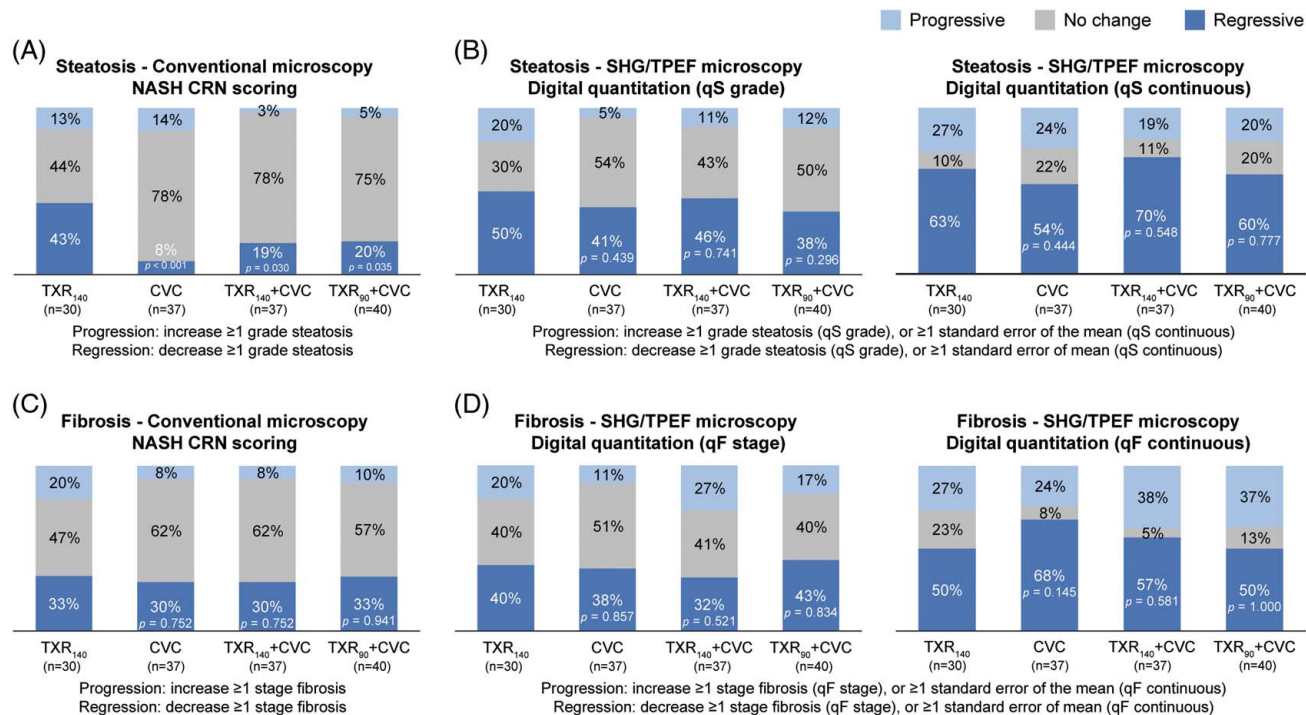 Progressive No change Regressive
(A)
Steatosis - Conventional microscopy
NASH CRN scoring
13% 14% 3% 5%
44% 78% 78% 75%
43% 8% 19% 20%
p < 0.001 p = 0.030 p = 0.035
TXR140 CVC TXR140+CVC TXR90+CVC
(n=30) (n=37) (n=37) (n=40)
Progression: increase ≥1 grade steatosis
Regression: decrease ≥1 grade steatosis
(B)
Steatosis - SHG/TPEF microscopy
Digital quantitation (qS grade)
20% 5% 11% 12%
30% 54% 43% 50%
50% 41% 46% 38%
p = 0.439 p = 0.741 p = 0.296
TXR140 CVC TXR140+CVC TXR90+CVC
(n=30) (n=37) (n=37) (n=40)
Steatosis - SHG/TPEF microscopy
Digital quantitation (qS continuous)
27% 24% 19% 20%
10% 22% 11% 20%
63% 54% 70% 60%
p = 0.444 p = 0.548 p = 0.777
TXR140 CVC TXR140+CVC TXR90+CVC
(n=30) (n=37) (n=37) (n=40)
Progression: increase ≥1 grade steatosis (qS grade), or ≥1 standard error of the mean (qS continuous)
Regression: decrease ≥1 grade steatosis (qS grade), or ≥1 standard error of mean (qS continuous)
(C)
Fibrosis - Conventional microscopy
NASH CRN scoring
20% 8% 8% 10%
47% 62% 62% 57%
33% 30% 30% 33%
p = 0.752 p = 0.752 p = 0.941
TXR140 CVC TXR140+CVC TXR90+CVC
(n=30) (n=37) (n=37) (n=40)
Progression: increase ≥1 stage fibrosis
Regression: decrease ≥1 stage fibrosis
(D)
Fibrosis - SHG/TPEF microscopy
Digital quantitation (qF stage)
20% 11% 27% 17%
40% 51% 41% 40%
40% 38% 32% 43%
p = 0.857 p = 0.521 p = 0.834
TXR140 CVC TXR140+CVC TXR90+CVC
(n=30) (n=37) (n=37) (n=40)
Fibrosis - SHG/TPEF microscopy
Digital quantitation (qF continuous)
27% 24% 38% 37%
23% 8% 5% 13%
50% 68% 57% 50%
p = 0.145 p = 0.581 p = 1.000
TXR140 CVC TXR140+CVC TXR90+CVC
(n=30) (n=37) (n=37) (n=40)
Progression: increase ≥1 stage fibrosis (qF stage), or ≥1 standard error of the mean (qF continuous)
Regression: decrease ≥1 stage fibrosis (qF stage), or ≥1 standard error of mean (qF continuous)